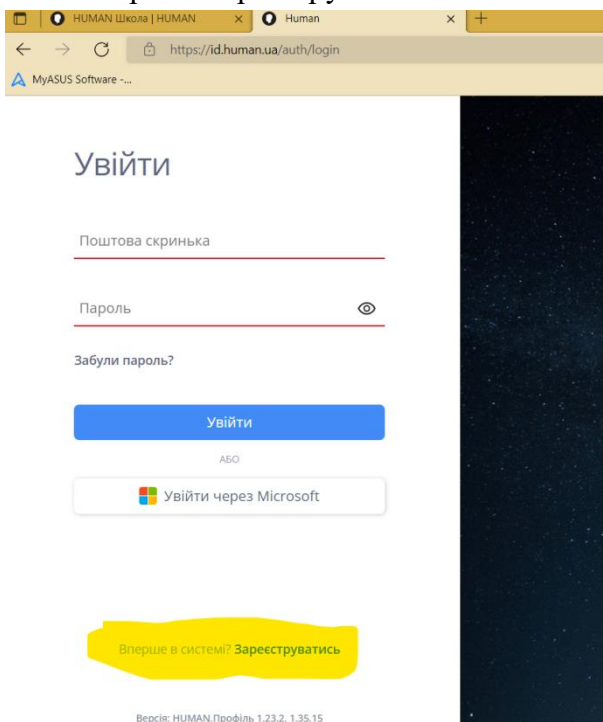 HUMAN Школа | HUMAN
Human
https://id.human.ua/auth/login
MyASUS Software -...
Увійти
Поштова скринька
Пароль
Забули пароль?
Увійти
АБО
Увійти через Microsoft
Вперше в системі? Зареєструватись
Версія: HUMAN.Профіль 1.23.2. 1.35.15